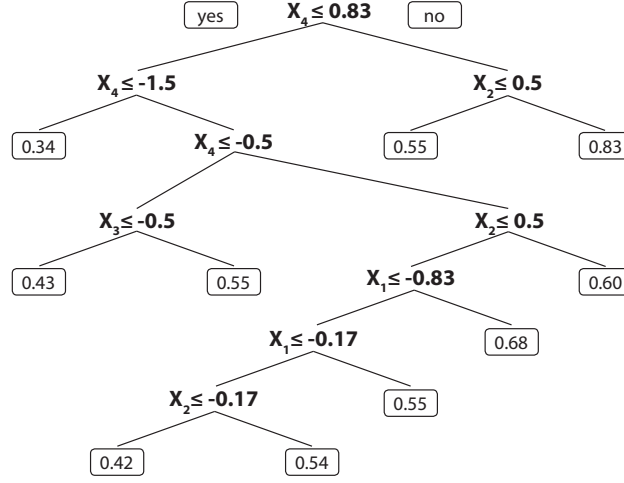 yes X₄ ≤ 0.83 no
X₄ ≤ -1.5 X₂ ≤ 0.5
0.34 X₄ ≤ -0.5 0.55 0.83
X₃ ≤ -0.5 X₂ ≤ 0.5
0.43 0.55 X₁ ≤ -0.83 0.60
X₁ ≤ -0.17 0.68
X₂ ≤ -0.17 0.55
0.42 0.54